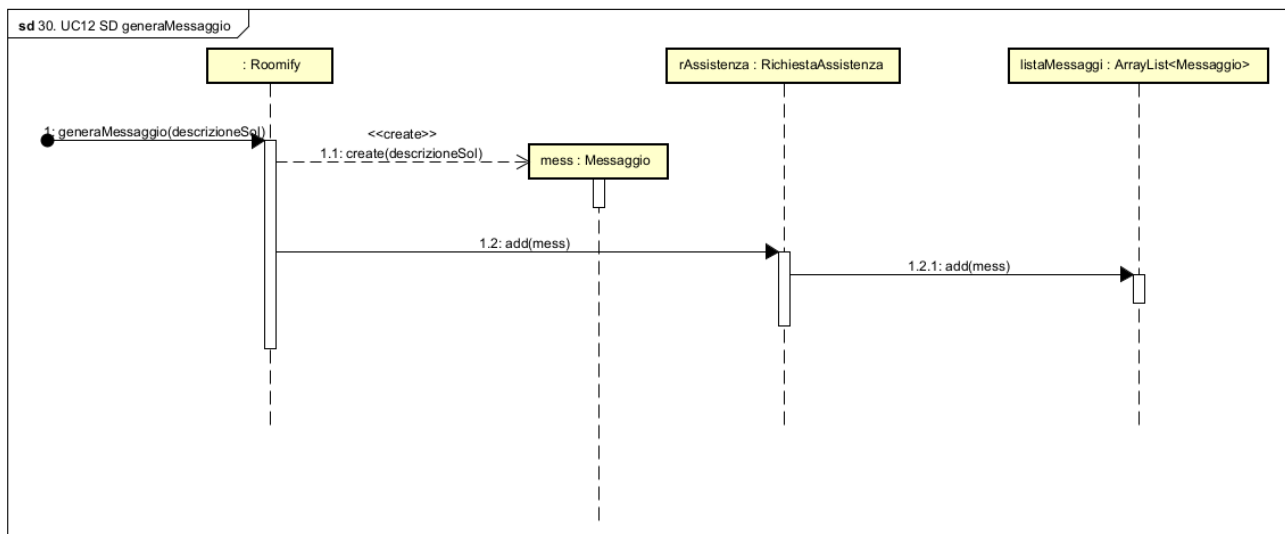 sd 30. UC12 SD generaMessaggio
: Roomify
rAssistenza : RichiestaAssistenza
listaMessaggi : ArrayList<Messaggio>
1: generaMessaggio(descrizioneSol)
<<create>>
1.1: create(descrizioneSol)
mess : Messaggio
1.2: add(mess)
1.2.1: add(mess)